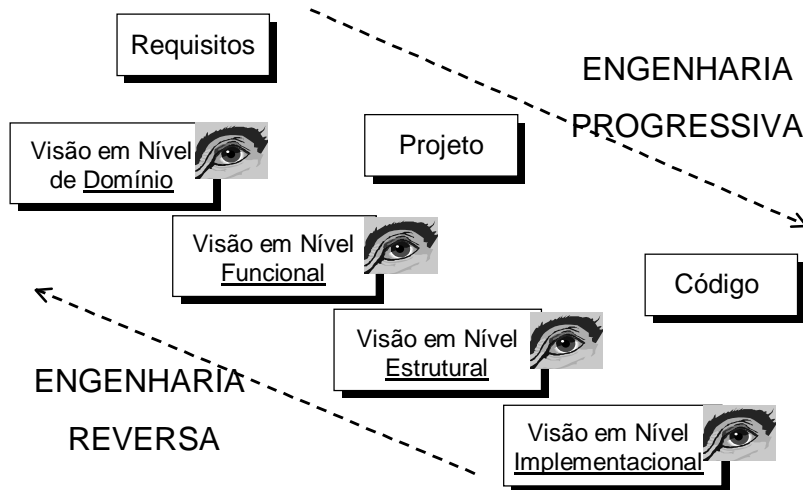 Requisitos
ENGENHARIA
PROGRESSIVA
Visão em Nível
de Domínio
Projeto
Visão em Nível
Funcional
Código
Visão em Nível
Estrutural
ENGENHARIA
REVERSA
Visão em Nível
Implementacional